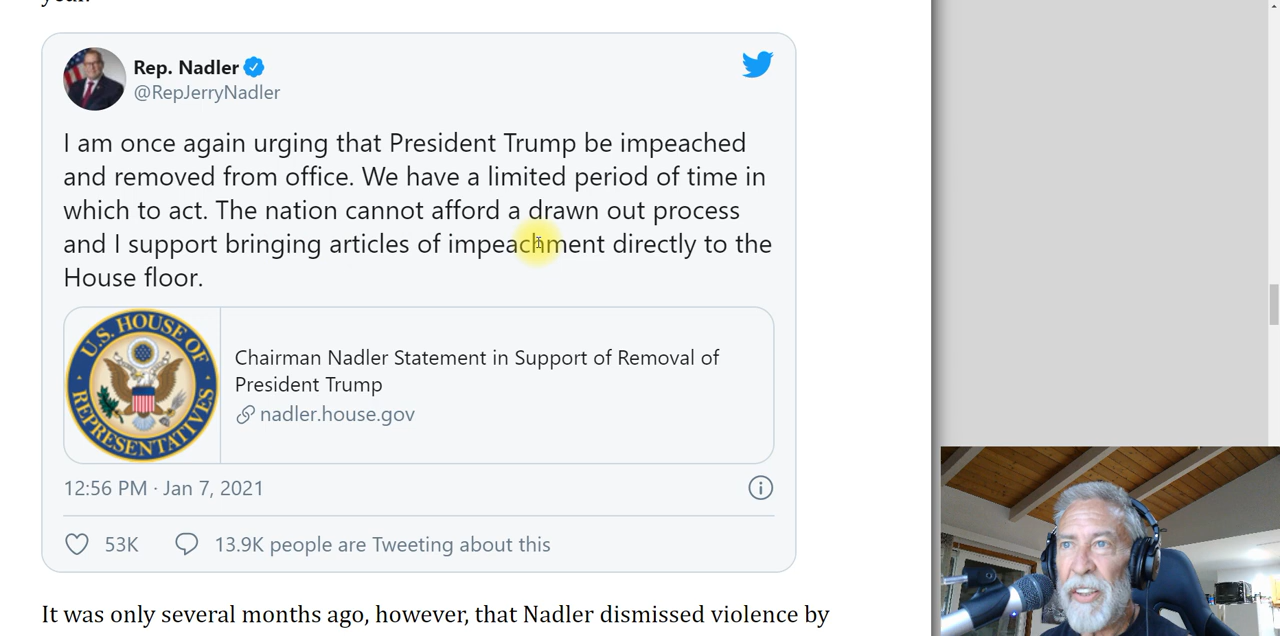 Rep. Nadler
@RepJerryNadler
I am once again urging that President Trump be impeached
and removed from office. We have a limited period of time in
which to act. The nation cannot afford a drawn out process
and I support bringing articles of impeachment directly to the
House floor.
U.S. HOUSE OF
REPRESENTATIVES
Chairman Nadler Statement in Support of Removal of
President Trump
nadler.house.gov
12:56 PM · Jan 7, 2021
53K 13.9K people are Tweeting about this
It was only several months ago, however, that Nadler dismissed violence by